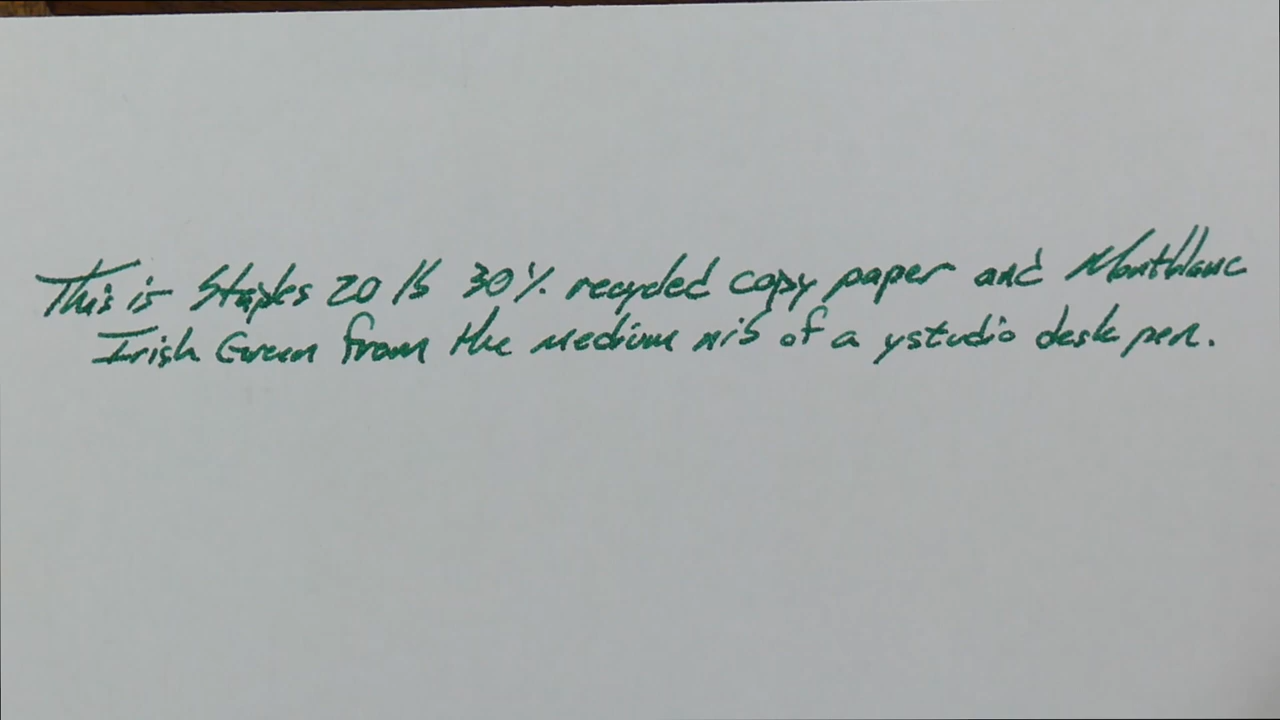 This is Staples 20 lb 30% recycled copy paper and Montblanc
Irish Green from the medium nib of a ystudio desk pen.